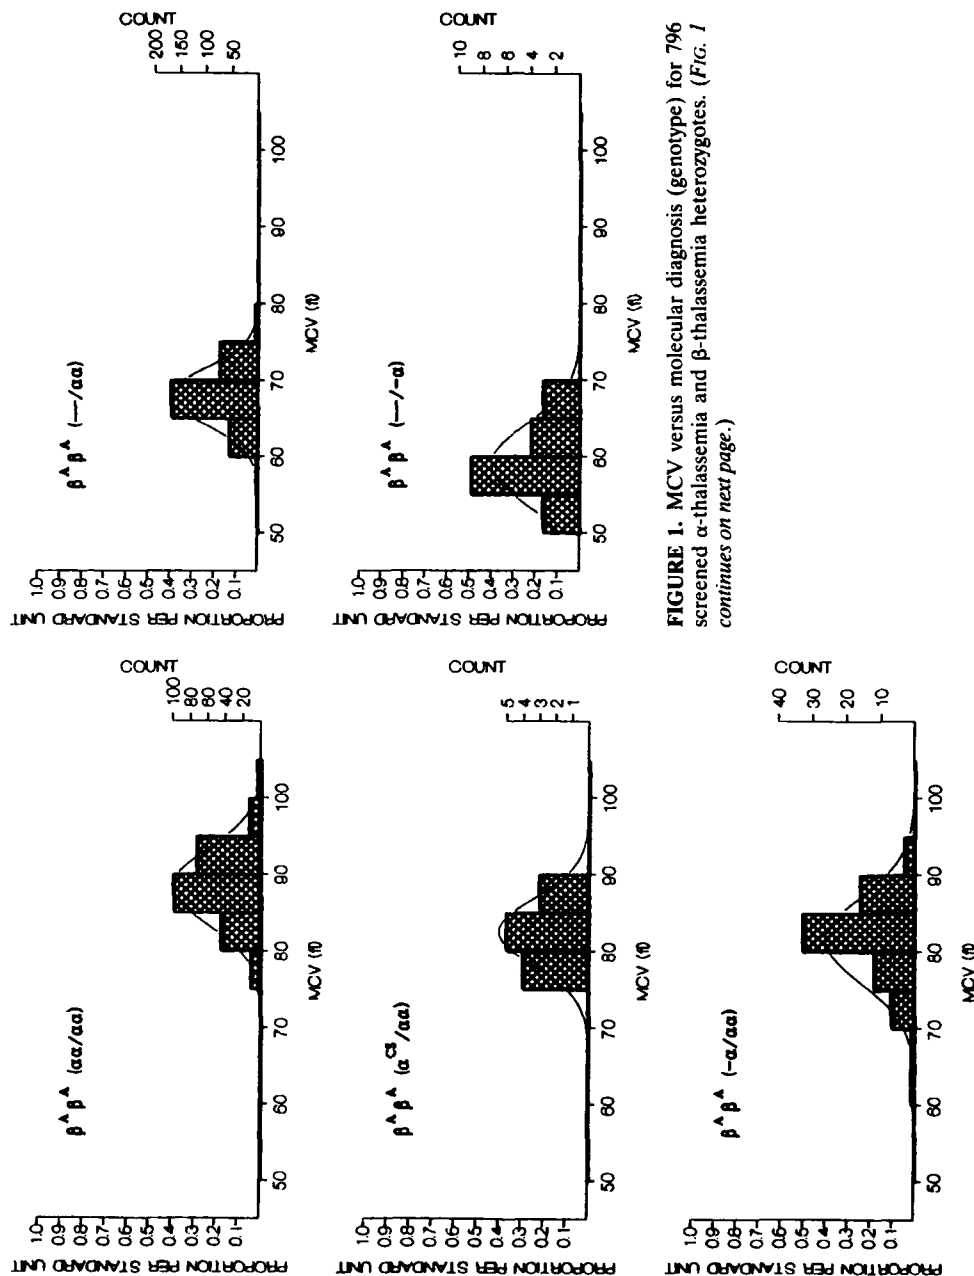 β^A β^A (αα/αα)
PROPORTION PER STANDARD UNIT
1.0
0.9
0.8
0.7
0.6
0.5
0.4
0.3
0.2
0.1
COUNT
100
80
60
40
20
50 60 70 80 90 100
MCV (fl)
β^A β^A (—/αα)
PROPORTION PER STANDARD UNIT
1.0
0.9
0.8
0.7
0.6
0.5
0.4
0.3
0.2
0.1
COUNT
200
150
100
50
50 60 70 80 90 100
MCV (fl)
β^A β^A (α^CS/αα)
PROPORTION PER STANDARD UNIT
1.0
0.9
0.8
0.7
0.6
0.5
0.4
0.3
0.2
0.1
COUNT
5
4
3
2
1
50 60 70 80 90 100
MCV (fl)
β^A β^A (—/-α)
PROPORTION PER STANDARD UNIT
1.0
0.9
0.8
0.7
0.6
0.5
0.4
0.3
0.2
0.1
COUNT
10
8
6
4
2
50 60 70 80 90 100
MCV (fl)
β^A β^A (-α/αα)
PROPORTION PER STANDARD UNIT
1.0
0.9
0.8
0.7
0.6
0.5
0.4
0.3
0.2
0.1
COUNT
40
30
20
10
50 60 70 80 90 100
MCV (fl)
FIGURE 1. MCV versus molecular diagnosis (genotype) for 796
screened α-thalassemia and β-thalassemia heterozygotes. (FIG. 1
continues on next page.)